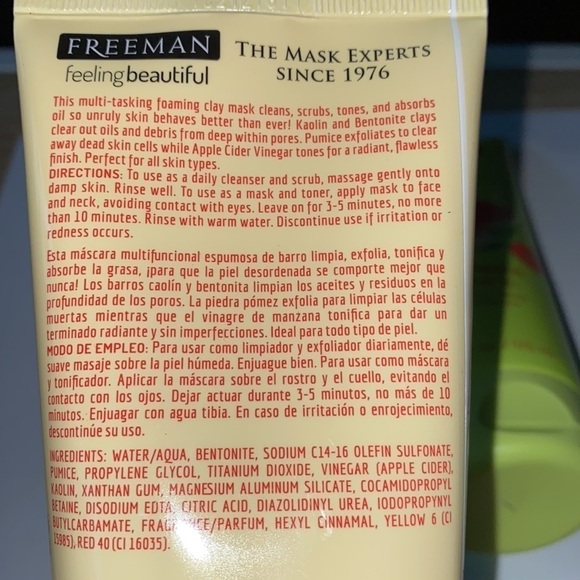 FREEMAN
feelingbeautiful
THE MASK EXPERTS
SINCE 1976
This multi-tasking foaming clay mask cleans, scrubs, tones, and absorbs
oil so unruly skin behaves better than ever! Kaolin and Bentonite clays
clear out oils and debris from deep within pores. Pumice exfoliates to clear
away dead skin cells while Apple Cider Vinegar tones for a radiant, flawless
finish. Perfect for all skin types.
DIRECTIONS: To use as a daily cleanser and scrub, massage gently onto
damp skin. Rinse well. To use as a mask and toner, apply mask to face
and neck, avoiding contact with eyes. Leave on for 3-5 minutes, no more
than 10 minutes. Rinse with warm water. Discontinue use if irritation or
redness occurs.
Esta máscara multifuncional espumosa de barro limpia, exfolia, tonifica y
absorbe la grasa, ¡para que la piel desordenada se comporte mejor que
nunca! Los barros caolín y bentonita limpian los aceites y residuos en la
profundidad de los poros. La piedra pómez exfolia para limpiar las células
muertas mientras que el vinagre de manzana tonifica para dar un
terminado radiante y sin imperfecciones. Ideal para todo tipo de piel.
MODO DE EMPLEO: Para usar como limpiador y exfoliador diariamente, dé
suave masaje sobre la piel húmeda. Enjuague bien. Para usar como máscara
y tonificador. Aplicar la máscara sobre el rostro y el cuello, evitando el
contacto con los ojos. Dejar actuar durante 3-5 minutos, no más de 10
minutos. Enjuagar con agua tibia. En caso de irritación o enrojecimiento,
descontinúe su uso.
INGREDIENTS: WATER/AQUA, BENTONITE, SODIUM C14-16 OLEFIN SULFONATE,
PUMICE, PROPYLENE GLYCOL, TITANIUM DIOXIDE, VINEGAR (APPLE CIDER),
KAOLIN, XANTHAN GUM, MAGNESIUM ALUMINUM SILICATE, COCAMIDOPROPYL
BETAINE, DISODIUM EDTA, CITRIC ACID, DIAZOLIDINYL UREA, IODOPROPYNYL
BUTYLCARBAMATE, FRAGRANCE/PARFUM, HEXYL CINNAMAL, YELLOW 6 (CI
15985), RED 40 (CI 16035).